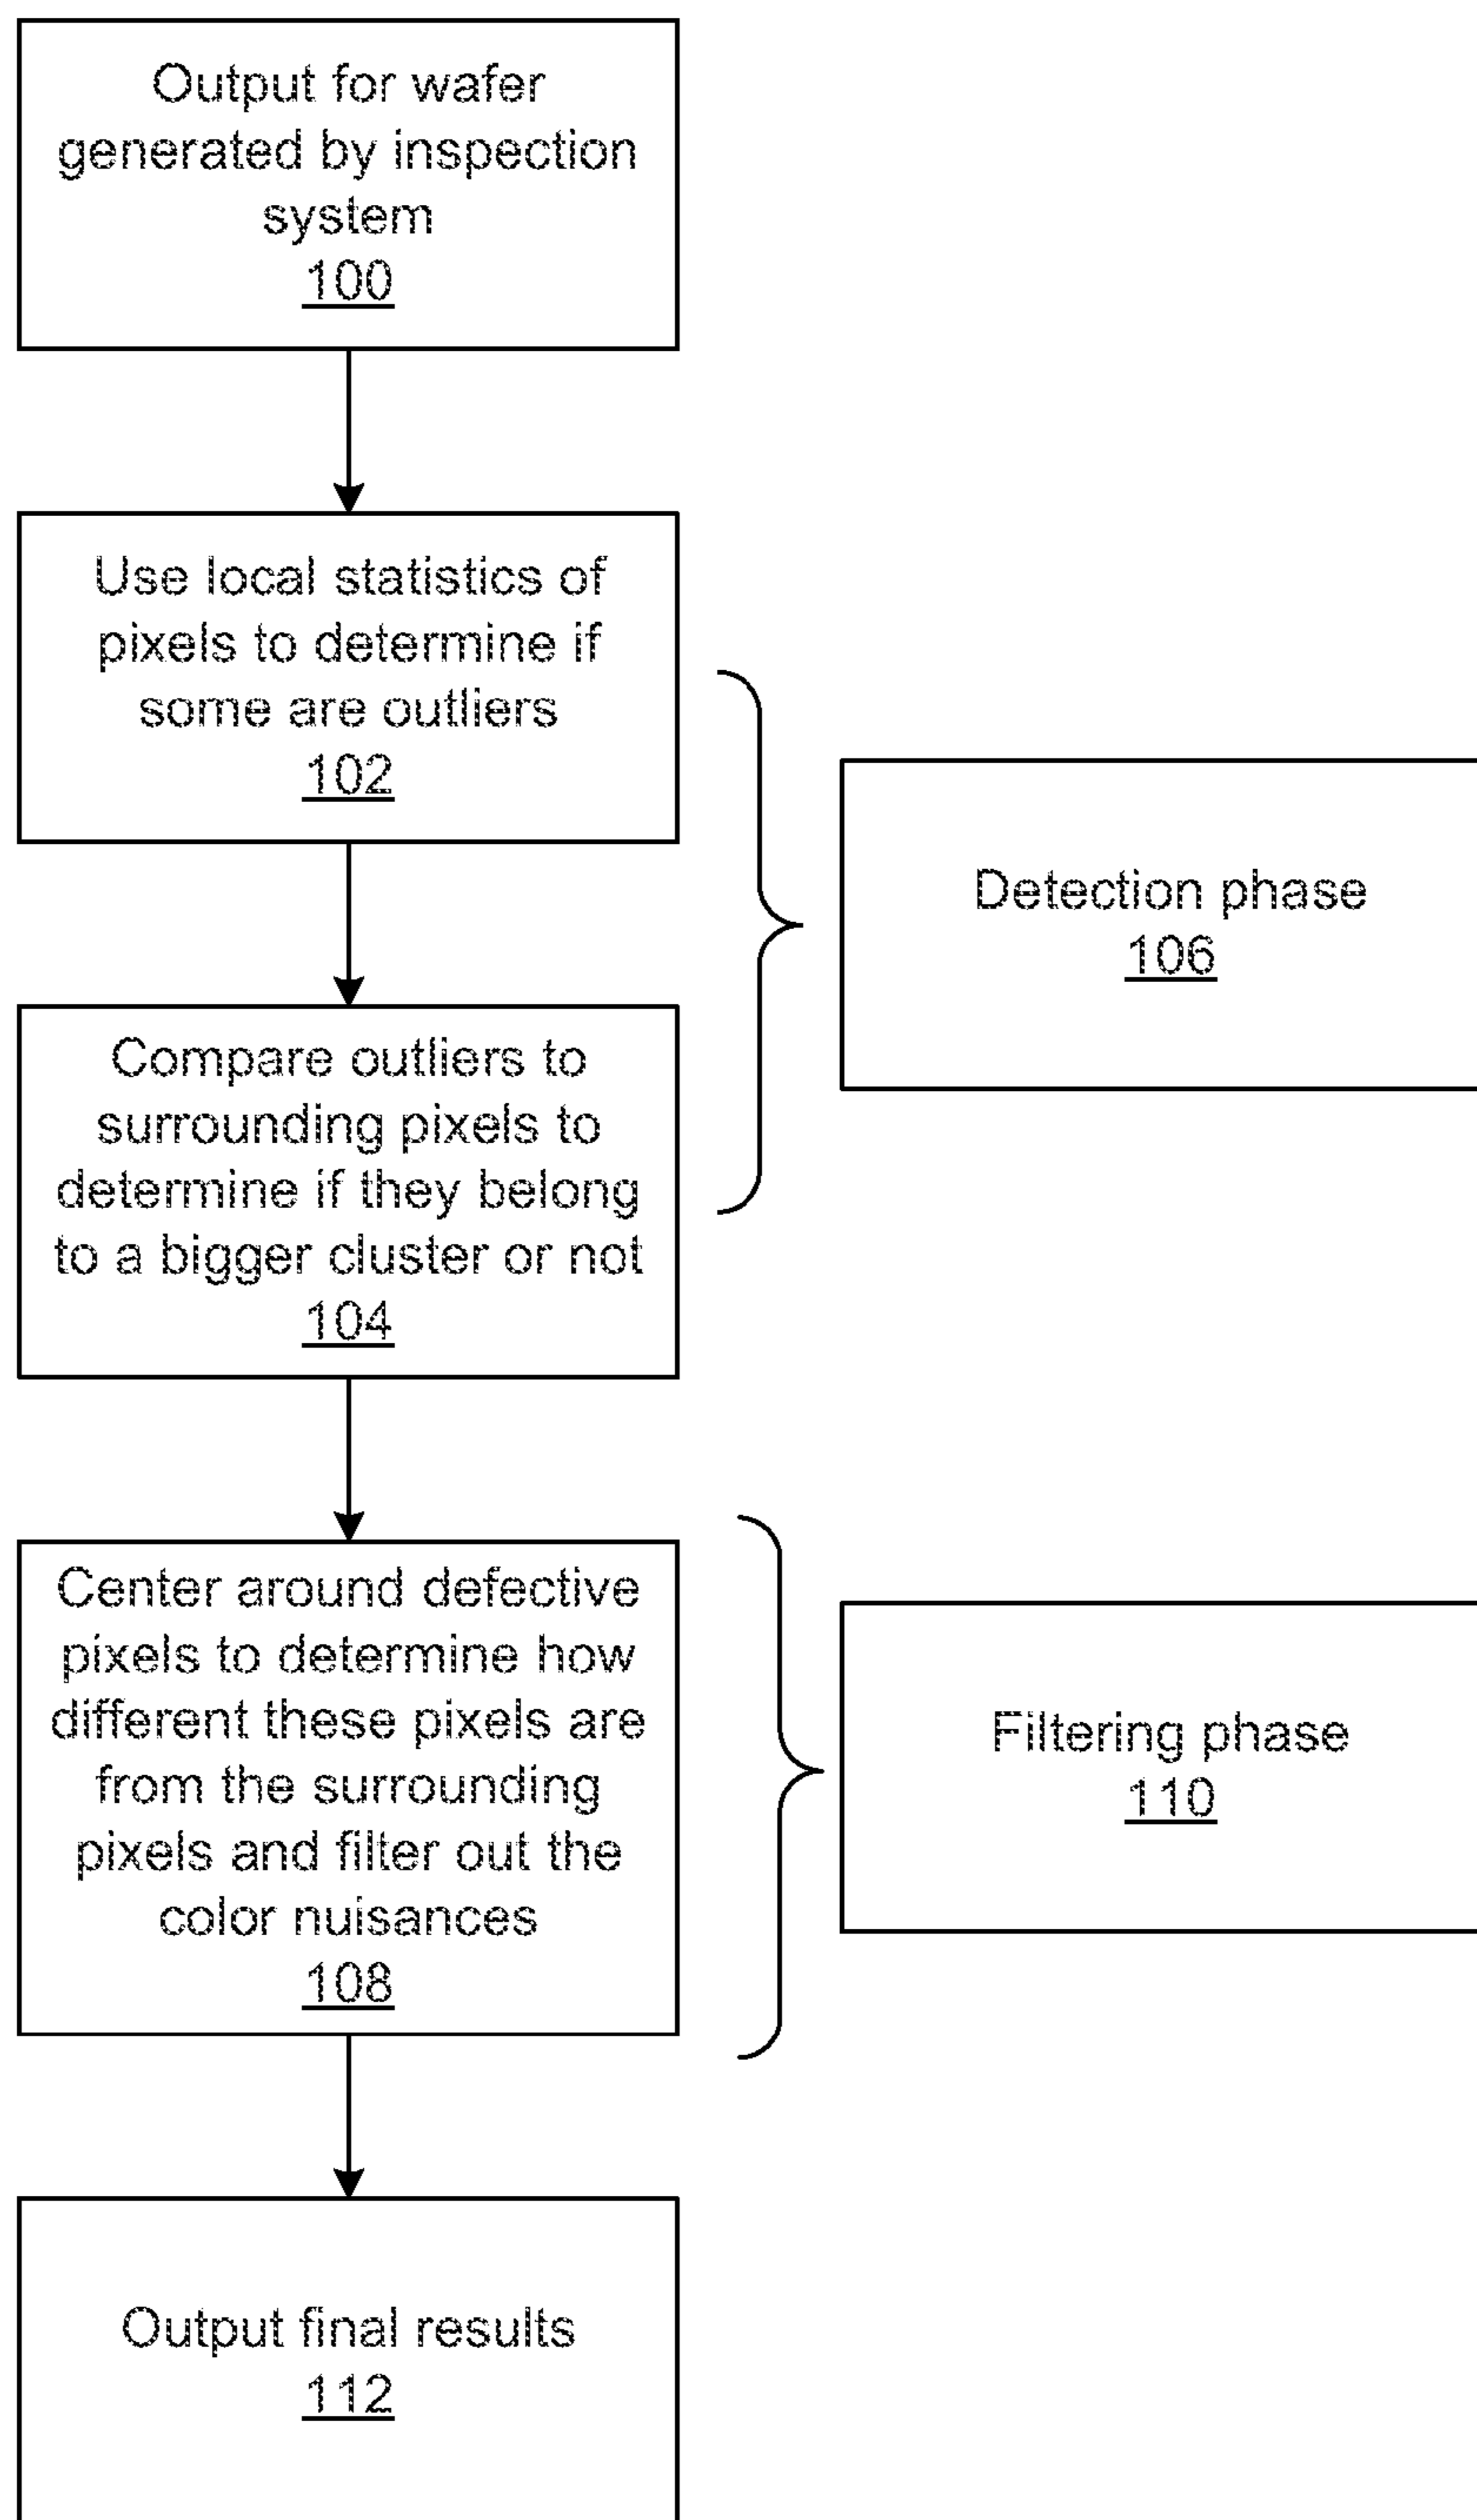 Output for wafer
generated by inspection
system
100
Use local statistics of
pixels to determine if
some are outliers
102
Detection phase
106
Compare outliers to
surrounding pixels to
determine if they belong
to a bigger cluster or not
104
Center around defective
pixels to determine how
different these pixels are
from the surrounding
pixels and filter out the
color nuisances
108
Filtering phase
110
Output final results
112